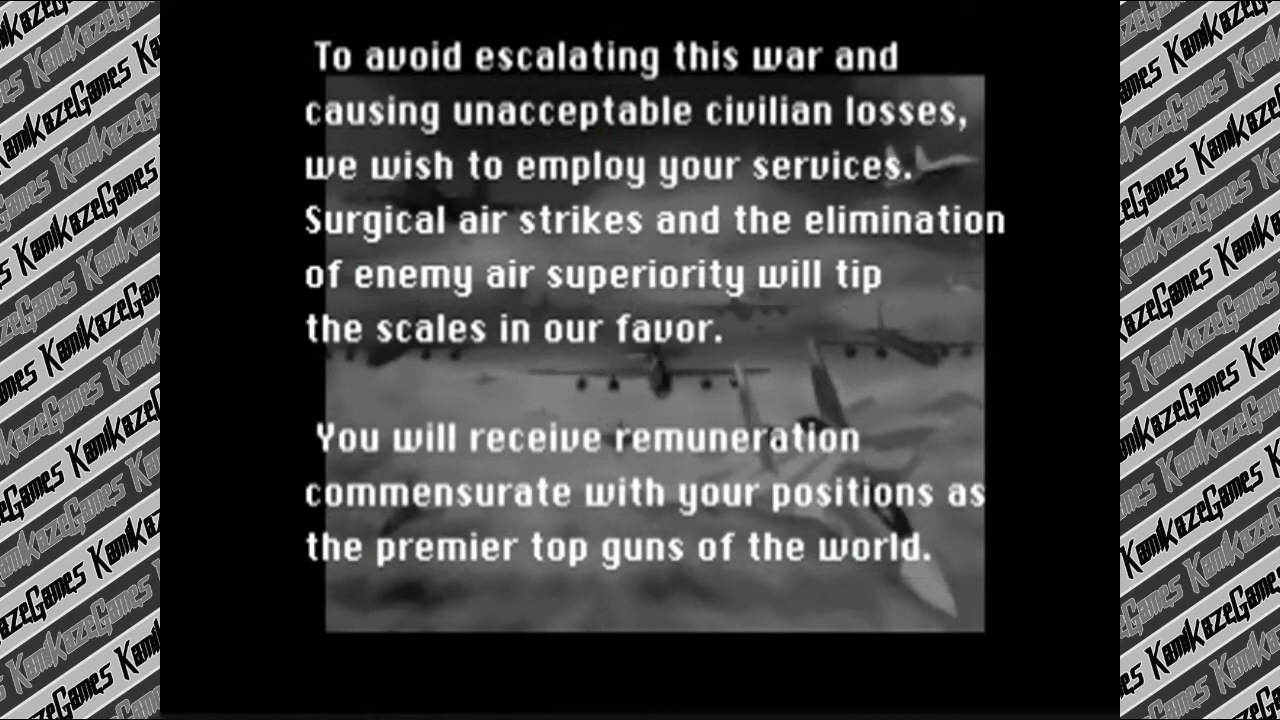 To avoid escalating this war and
causing unacceptable civilian losses,
we wish to employ your services.
Surgical air strikes and the elimination
of enemy air superiority will tip
the scales in our favor.
You will receive remuneration
commensurate with your positions as
the premier top guns of the world.
KamiKazeGames